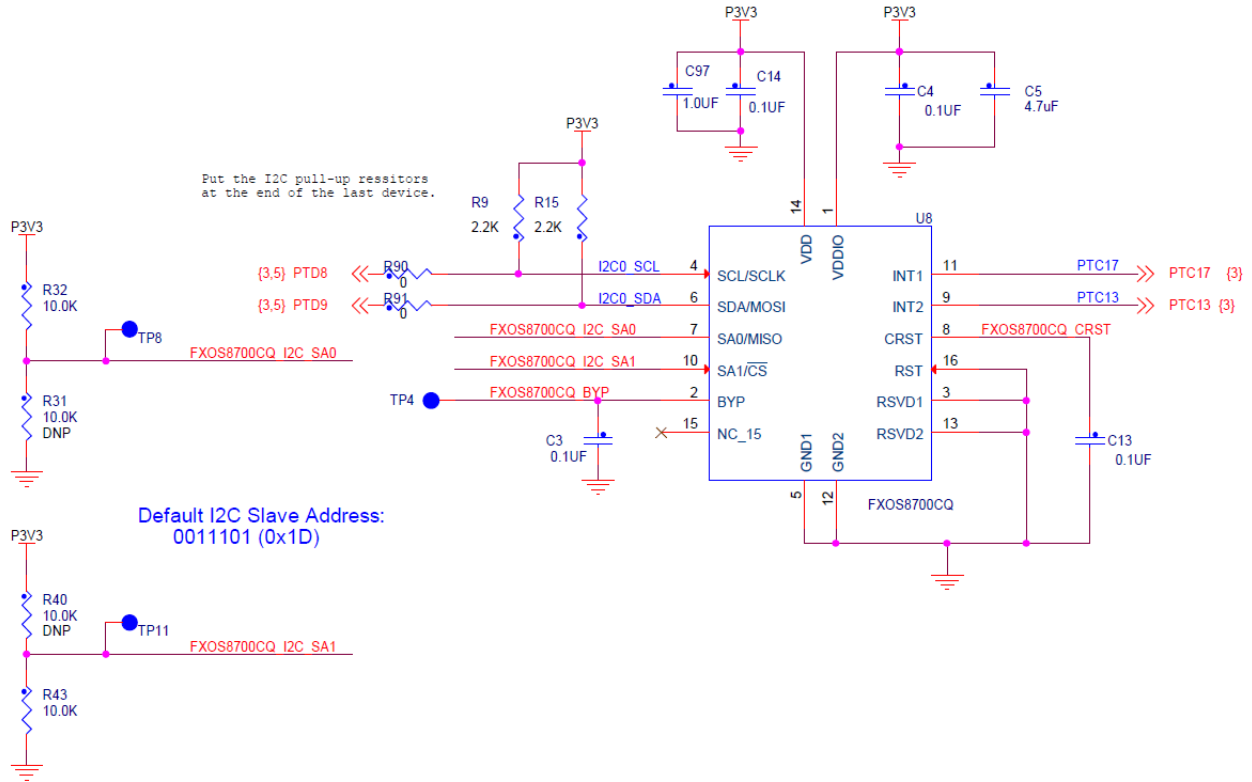 P3V3
P3V3
C97
1.0UF
C14
0.1UF
C4
0.1UF
C5
4.7uF
P3V3
Put the I2C pull-up ressitors
at the end of the last device.
R9
2.2K
R15
2.2K
14
1
U8
VDD
VDDIO
P3V3
{3,5} PTD8
R90
0
I2C0_SCL
4
SCL/SCLK
INT1
11
PTC17
PTC17 {3}
R32
10.0K
{3,5} PTD9
R91
0
I2C0_SDA
6
SDA/MOSI
INT2
9
PTC13
PTC13 {3}
TP8
FXOS8700CQ_I2C_SA0
FXOS8700CQ_I2C_SA0
7
SA0/MISO
CRST
8
FXOS8700CQ_CRST
FXOS8700CQ_I2C_SA1
10
SA1/CS
RST
16
R31
10.0K
DNP
TP4
FXOS8700CQ_BYP
2
BYP
RSVD1
3
C3
0.1UF
15
NC_15
RSVD2
13
C13
0.1UF
GND1
GND2
5
12
FXOS8700CQ
Default I2C Slave Address:
0011101 (0x1D)
P3V3
R40
10.0K
DNP
TP11
FXOS8700CQ_I2C_SA1
R43
10.0K